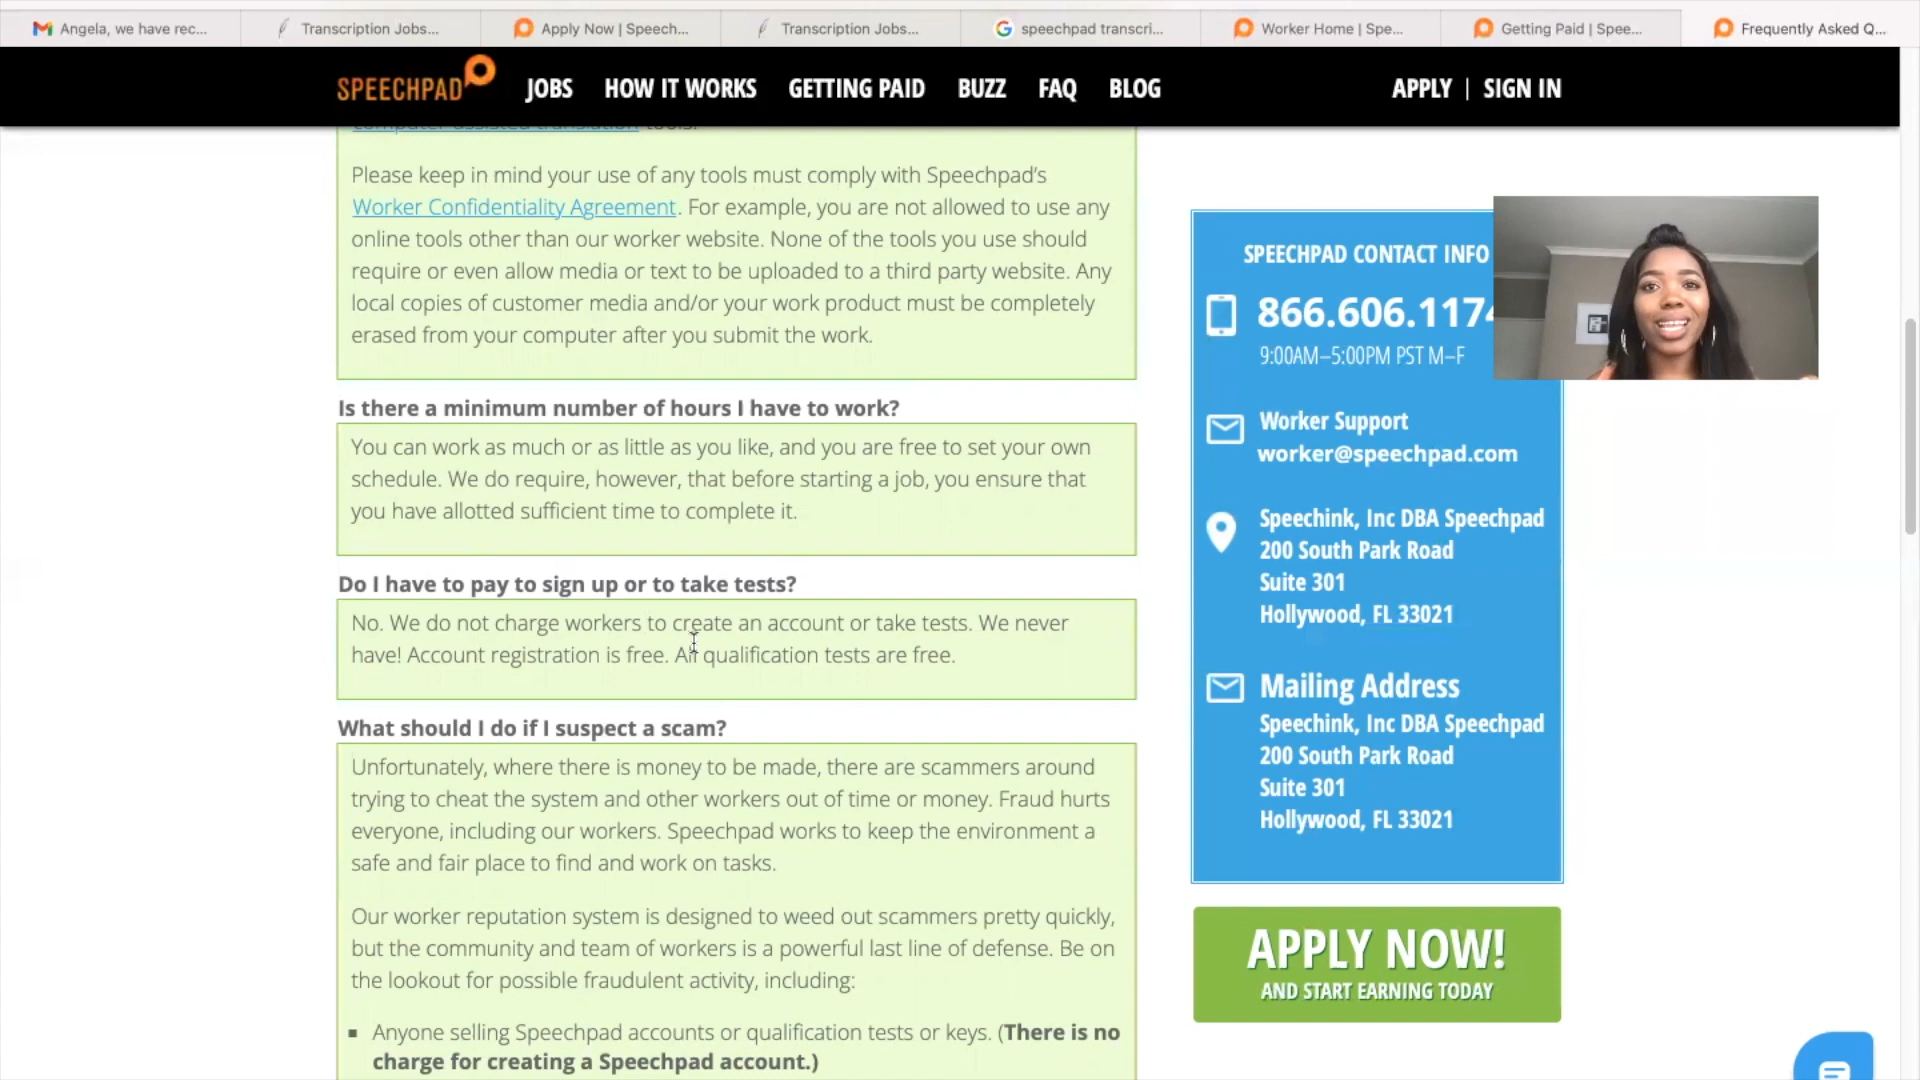 Angela, we have rec...
Transcription Jobs...
Apply Now | Speech...
Transcription Jobs...
speechpad transcri...
Worker Home | Spe...
Getting Paid | Spee...
Frequently Asked Q...
SPEECHPAD
JOBS
HOW IT WORKS
GETTING PAID
BUZZ
FAQ
BLOG
APPLY | SIGN IN
computer-assisted translation tools.
Please keep in mind your use of any tools must comply with Speechpad's
Worker Confidentiality Agreement. For example, you are not allowed to use any
online tools other than our worker website. None of the tools you use should
require or even allow media or text to be uploaded to a third party website. Any
local copies of customer media and/or your work product must be completely
erased from your computer after you submit the work.
Is there a minimum number of hours I have to work?
You can work as much or as little as you like, and you are free to set your own
schedule. We do require, however, that before starting a job, you ensure that
you have allotted sufficient time to complete it.
Do I have to pay to sign up or to take tests?
No. We do not charge workers to create an account or take tests. We never
have! Account registration is free. All qualification tests are free.
What should I do if I suspect a scam?
Unfortunately, where there is money to be made, there are scammers around
trying to cheat the system and other workers out of time or money. Fraud hurts
everyone, including our workers. Speechpad works to keep the environment a
safe and fair place to find and work on tasks.
Our worker reputation system is designed to weed out scammers pretty quickly,
but the community and team of workers is a powerful last line of defense. Be on
the lookout for possible fraudulent activity, including:
Anyone selling Speechpad accounts or qualification tests or keys. (There is no
charge for creating a Speechpad account.)
SPEECHPAD CONTACT INFO
866.606.1174
9:00AM–5:00PM PST M–F
Worker Support
worker@speechpad.com
Speechink, Inc DBA Speechpad
200 South Park Road
Suite 301
Hollywood, FL 33021
Mailing Address
Speechink, Inc DBA Speechpad
200 South Park Road
Suite 301
Hollywood, FL 33021
APPLY NOW!
AND START EARNING TODAY